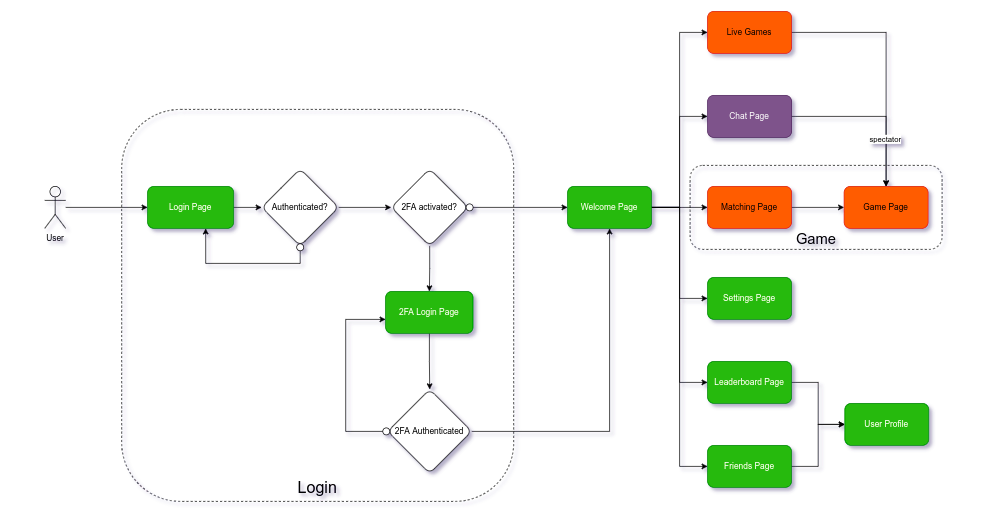 Live Games
Chat Page
spectator
User
Login Page
Authenticated?
2FA activated?
Welcome Page
Matching Page
Game Page
Game
Settings Page
2FA Login Page
Leaderboard Page
User Profile
2FA Authenticated
Friends Page
Login